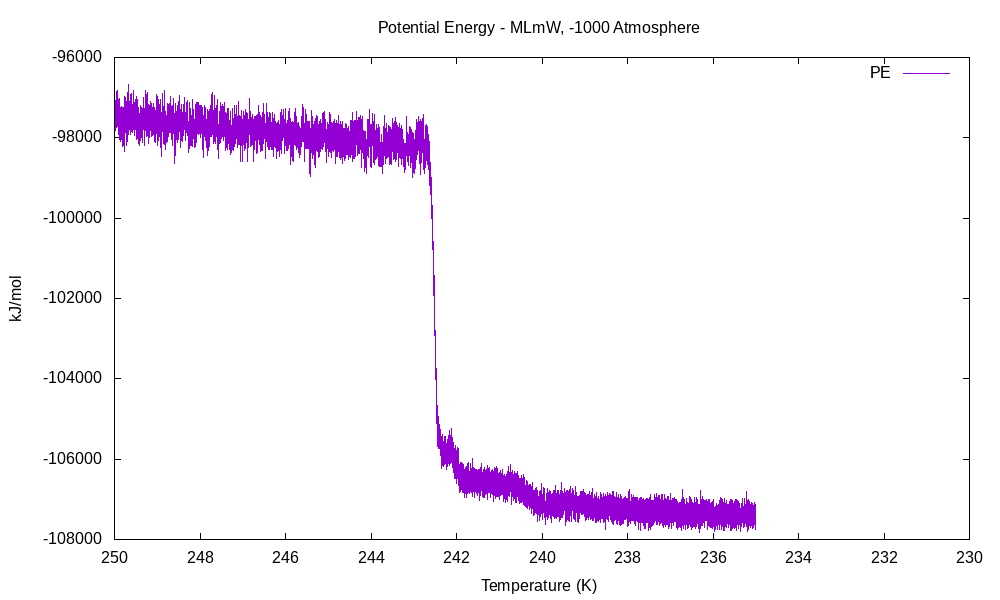 Potential Energy - MLmW, -1000 Atmosphere
PE
-96000
-98000
-100000
-102000
-104000
-106000
-108000
kJ/mol
250 248 246 244 242 240 238 236 234 232 230
Temperature (K)